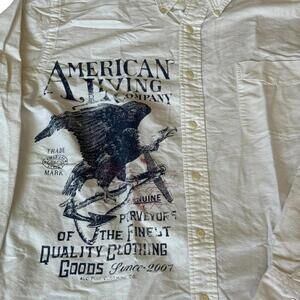 AMERICAN
LIVING
COMPANY
TRADE
MARK
GENUINE
PURVEYORS
OF THE FINEST
QUALITY CLOTHING
GOODS Since 2007